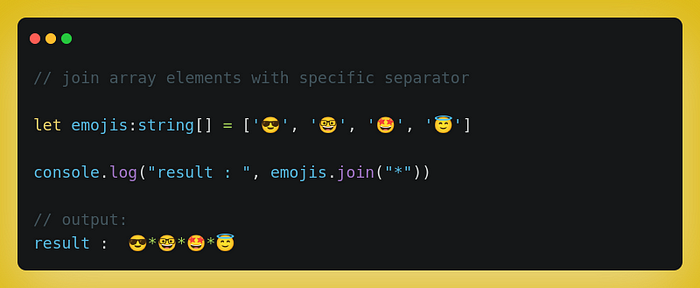 // join array elements with specific separator
let emojis:string[] = ['😎', '🤓', '🤩', '😇']
console.log("result : ", emojis.join("*"))
// output:
result :  😎*🤓*🤩*😇